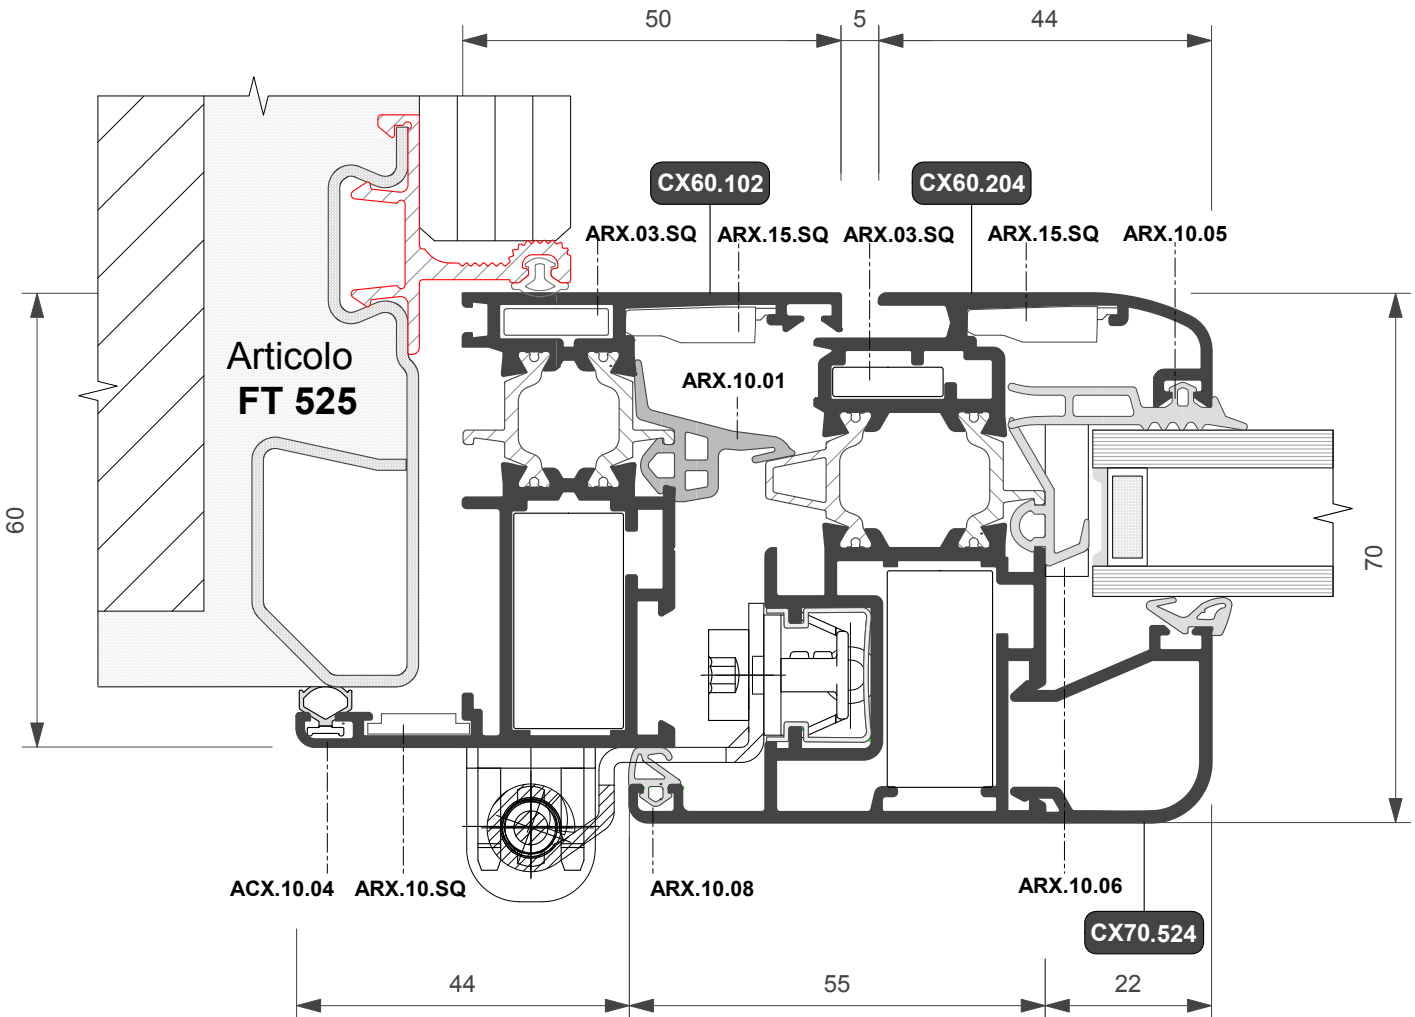 50 5 44
CX60.102 CX60.204
ARX.03.SQ ARX.15.SQ ARX.03.SQ ARX.15.SQ ARX.10.05
Articolo
FT 525
ARX.10.01
60
70
ACX.10.04 ARX.10.SQ ARX.10.08 ARX.10.06
CX70.524
44 55 22